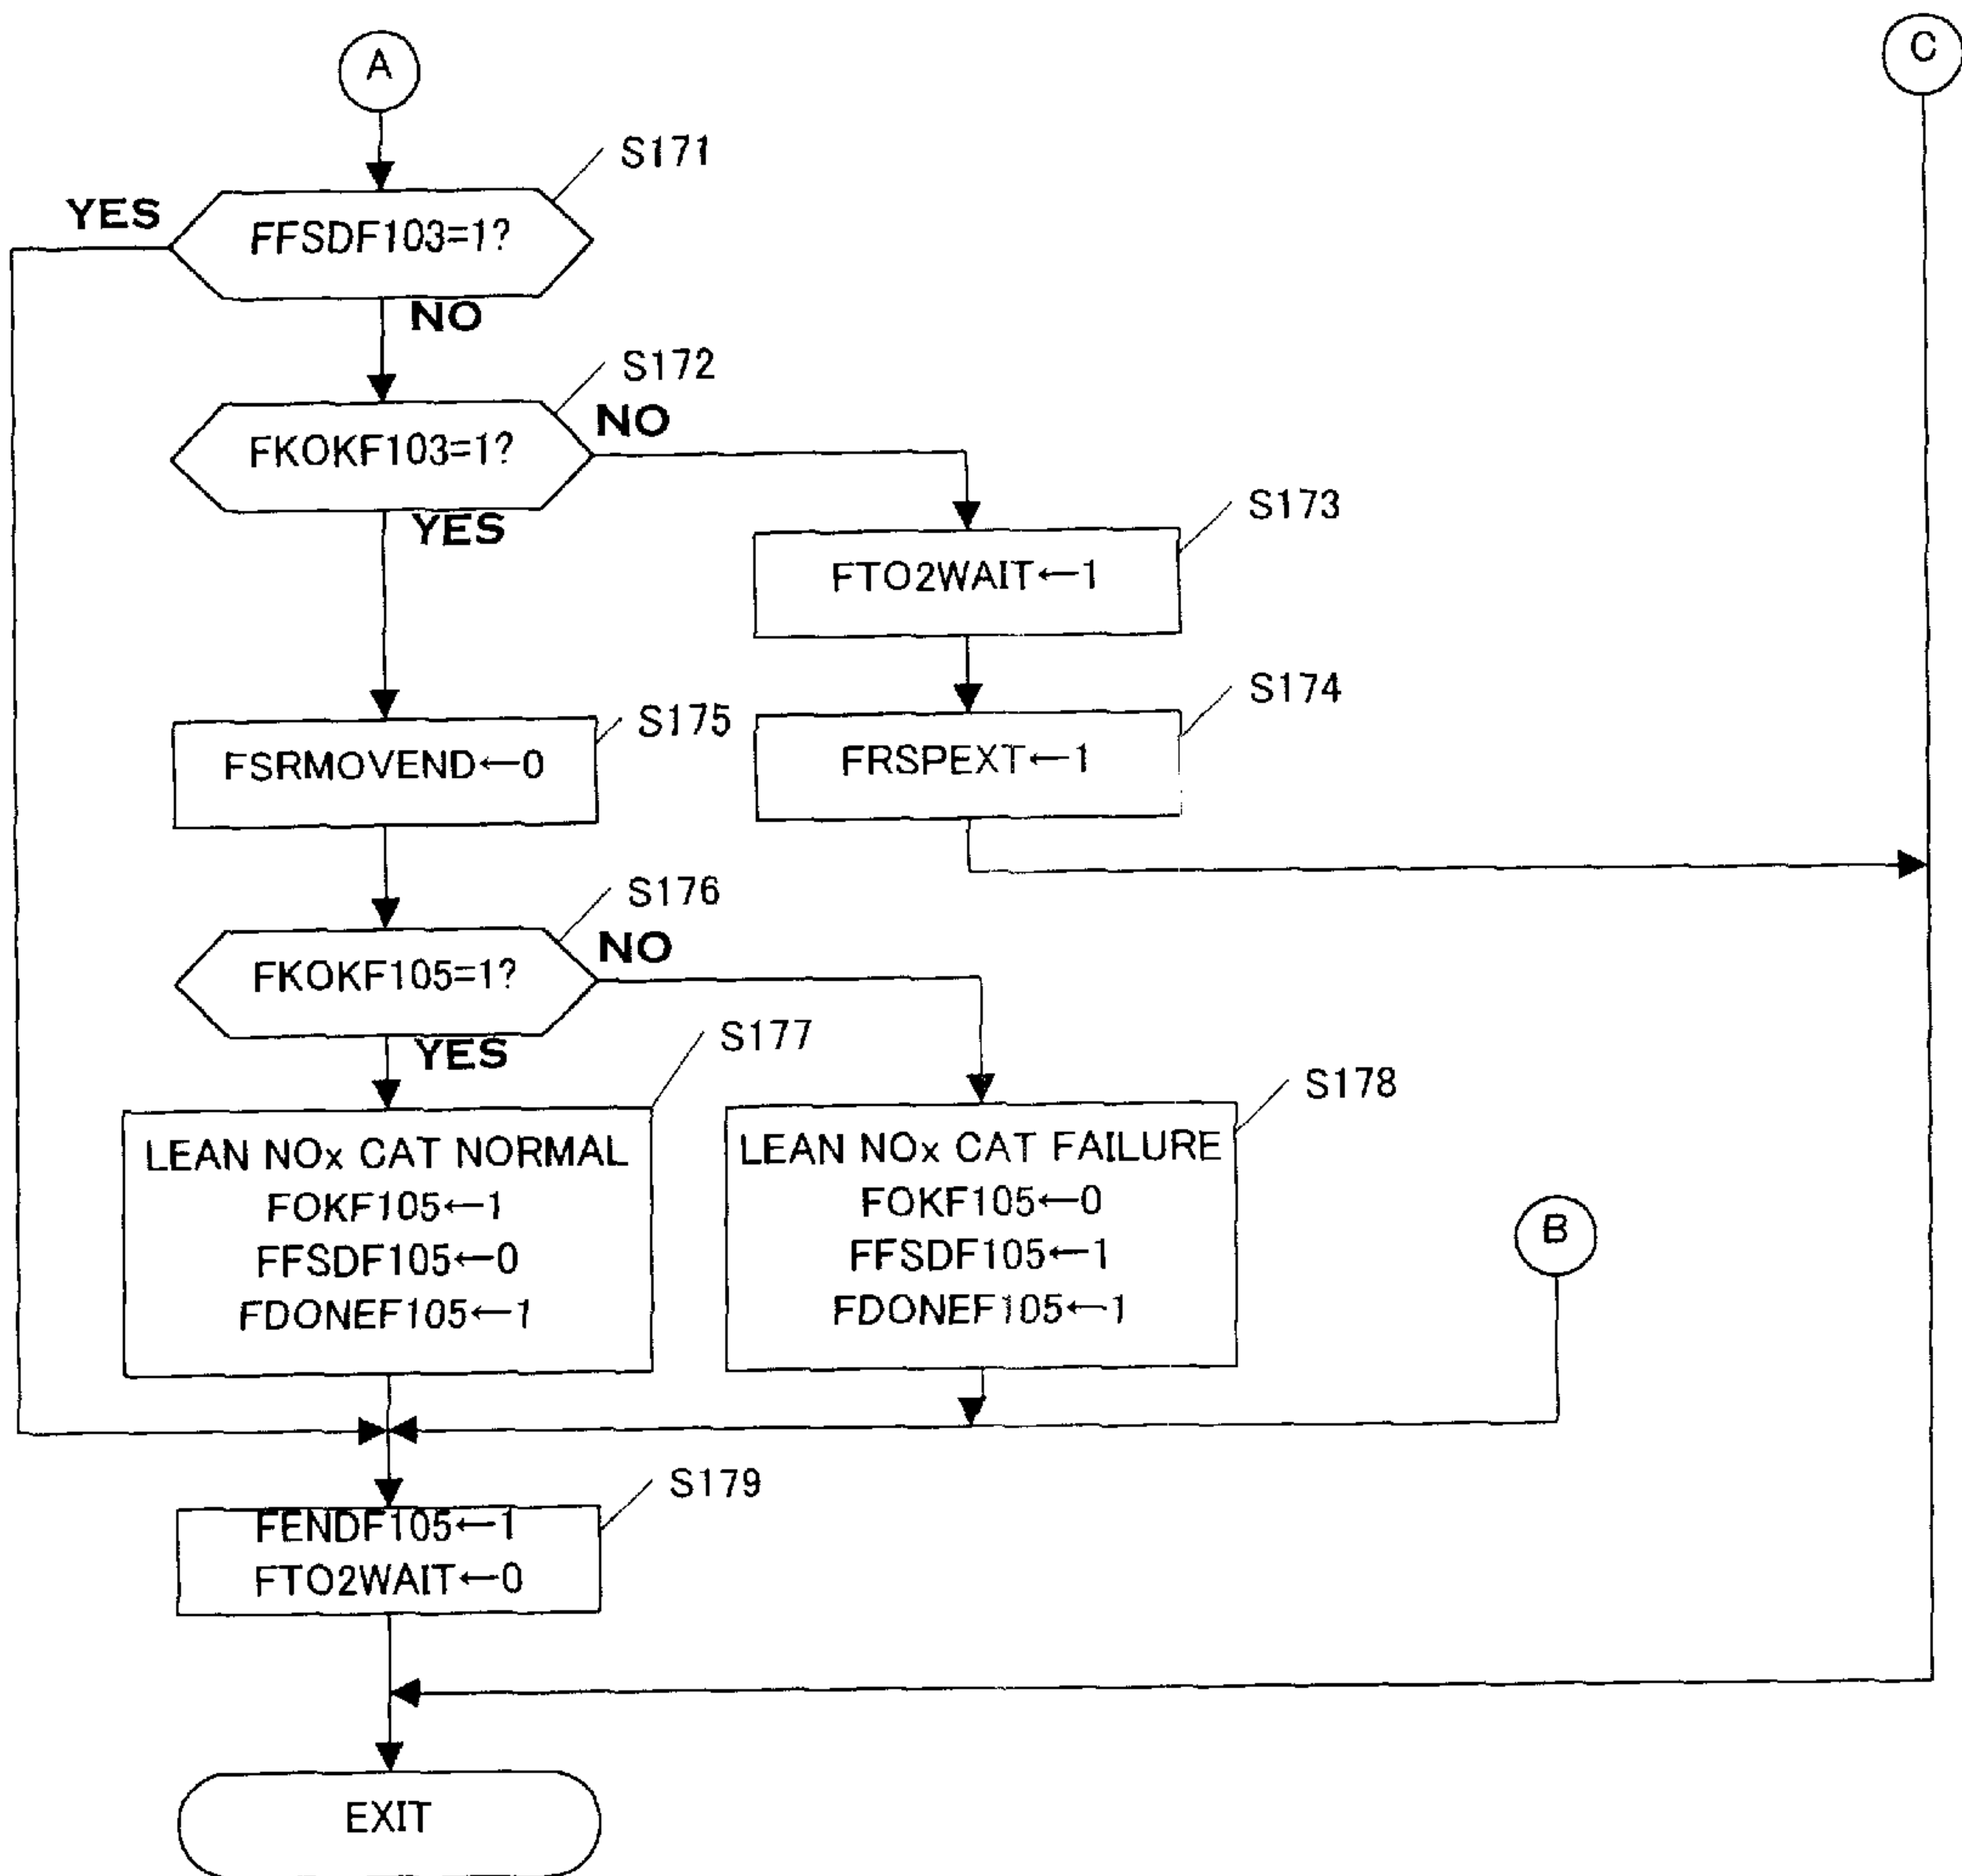 A
C
S171
YES
FFSDF103=1?
NO
S172
NO
FKOKF103=1?
YES
S173
FTO2WAIT←1
S174
S175
FSRMOVEND←0
FRSPEXT←1
S176
NO
FKOKF105=1?
YES
S177
S178
LEAN NOx CAT NORMAL
FOKF105←1
FFSDF105←0
FDONEF105←1
LEAN NOx CAT FAILURE
FOKF105←0
FFSDF105←1
FDONEF105←1
B
S179
FENDF105←1
FTO2WAIT←0
EXIT